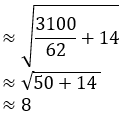 ≈ √(3100/62 + 14)
≈ √(50 + 14)
≈ 8